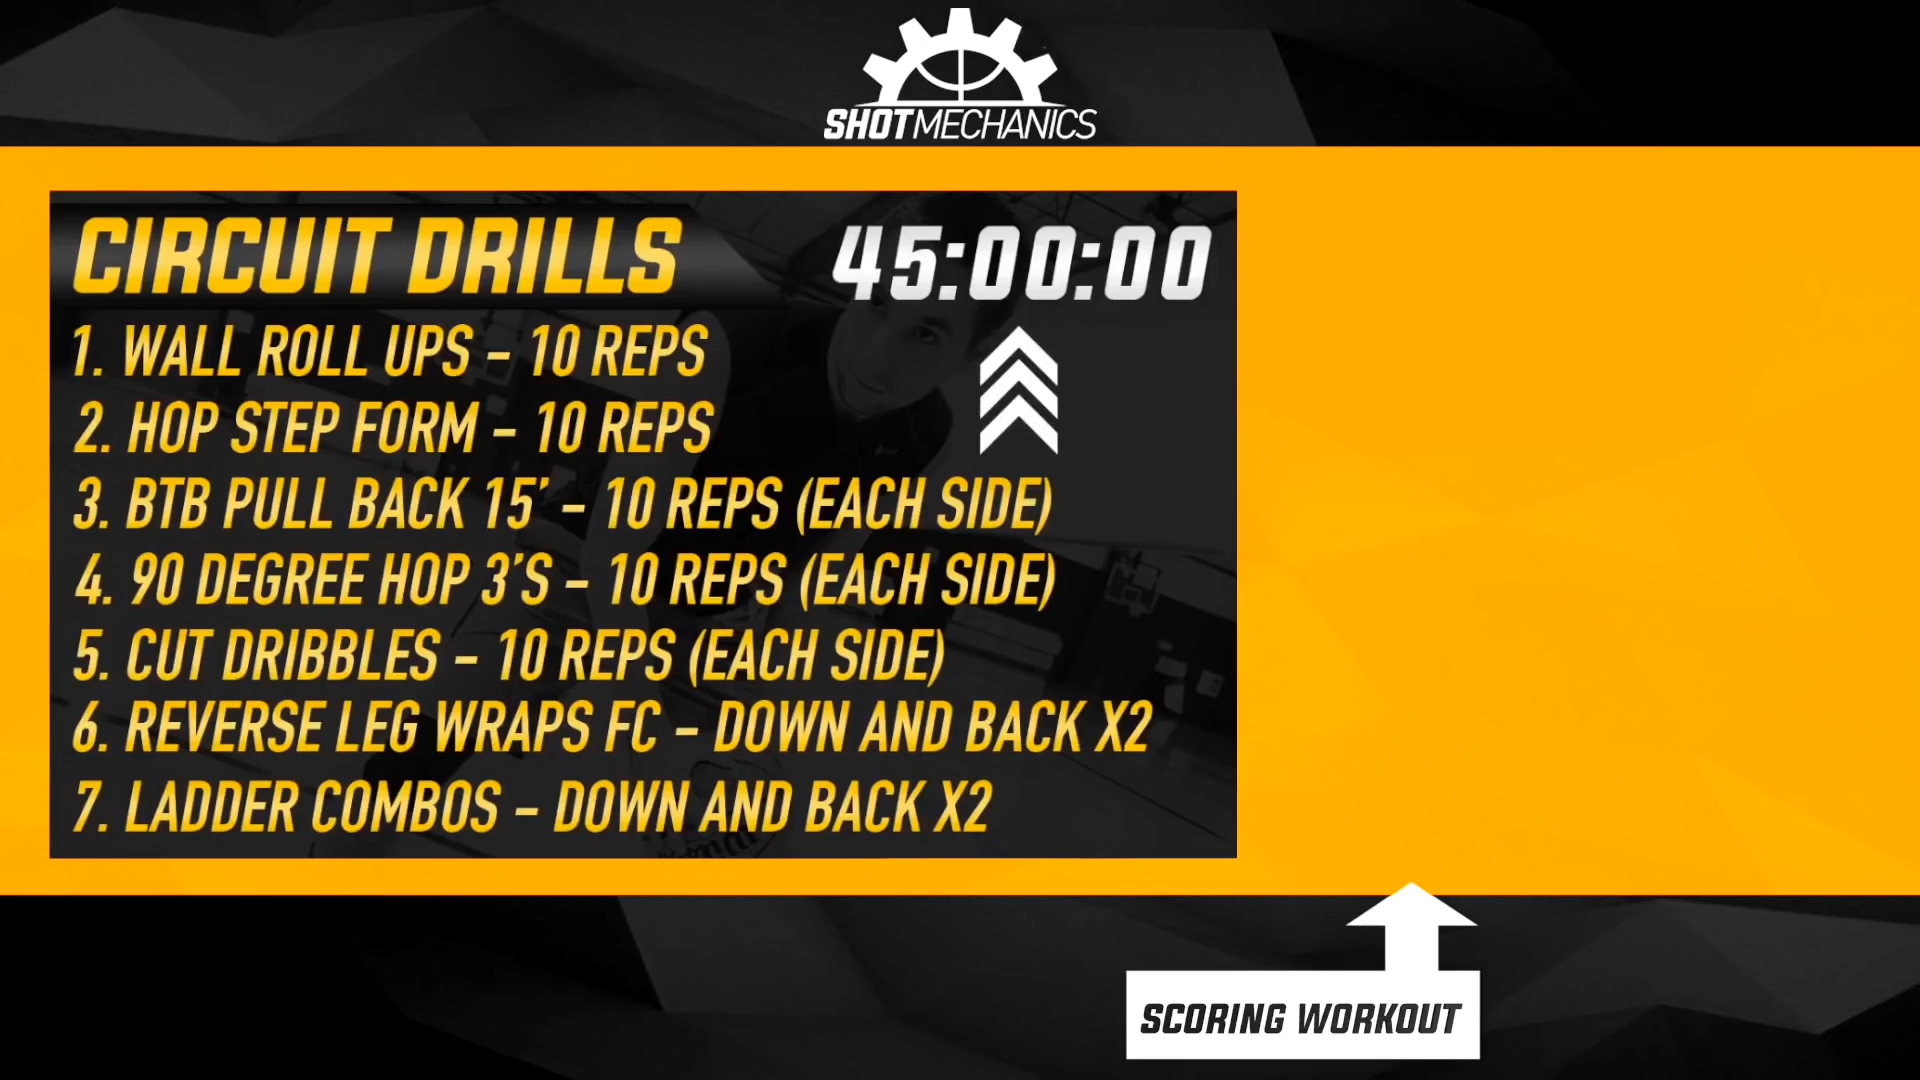 SHOTMECHANICS
CIRCUIT DRILLS
45:00:00
1. WALL ROLL UPS - 10 REPS
2. HOP STEP FORM - 10 REPS
3. BTB PULL BACK 15' - 10 REPS (EACH SIDE)
4. 90 DEGREE HOP 3'S - 10 REPS (EACH SIDE)
5. CUT DRIBBLES - 10 REPS (EACH SIDE)
6. REVERSE LEG WRAPS FC - DOWN AND BACK X2
7. LADDER COMBOS - DOWN AND BACK X2
SCORING WORKOUT